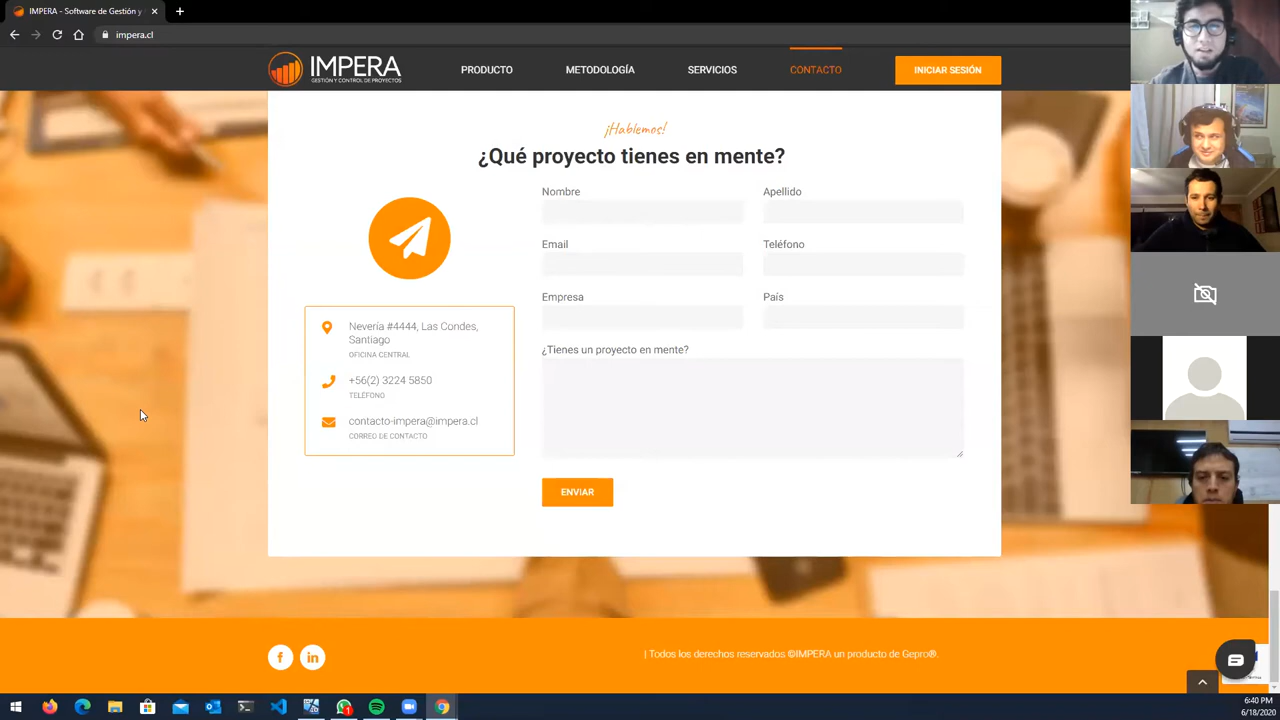 IMPERA - Software de Gestión y
impera.cl
IMPERA
GESTIÓN Y CONTROL DE PROYECTOS
PRODUCTO
METODOLOGÍA
SERVICIOS
CONTACTO
INICIAR SESIÓN
¡Hablemos!
¿Qué proyecto tienes en mente?
Nombre
Apellido
Email
Teléfono
Empresa
País
¿Tienes un proyecto en mente?
ENVIAR
Nevería #4444, Las Condes,
Santiago
OFICINA CENTRAL
+56(2) 3224 5850
TELÉFONO
contacto-impera@impera.cl
CORREO DE CONTACTO
| Todos los derechos reservados ©IMPERA un producto de Gepro®.
6:40 PM
6/18/2020